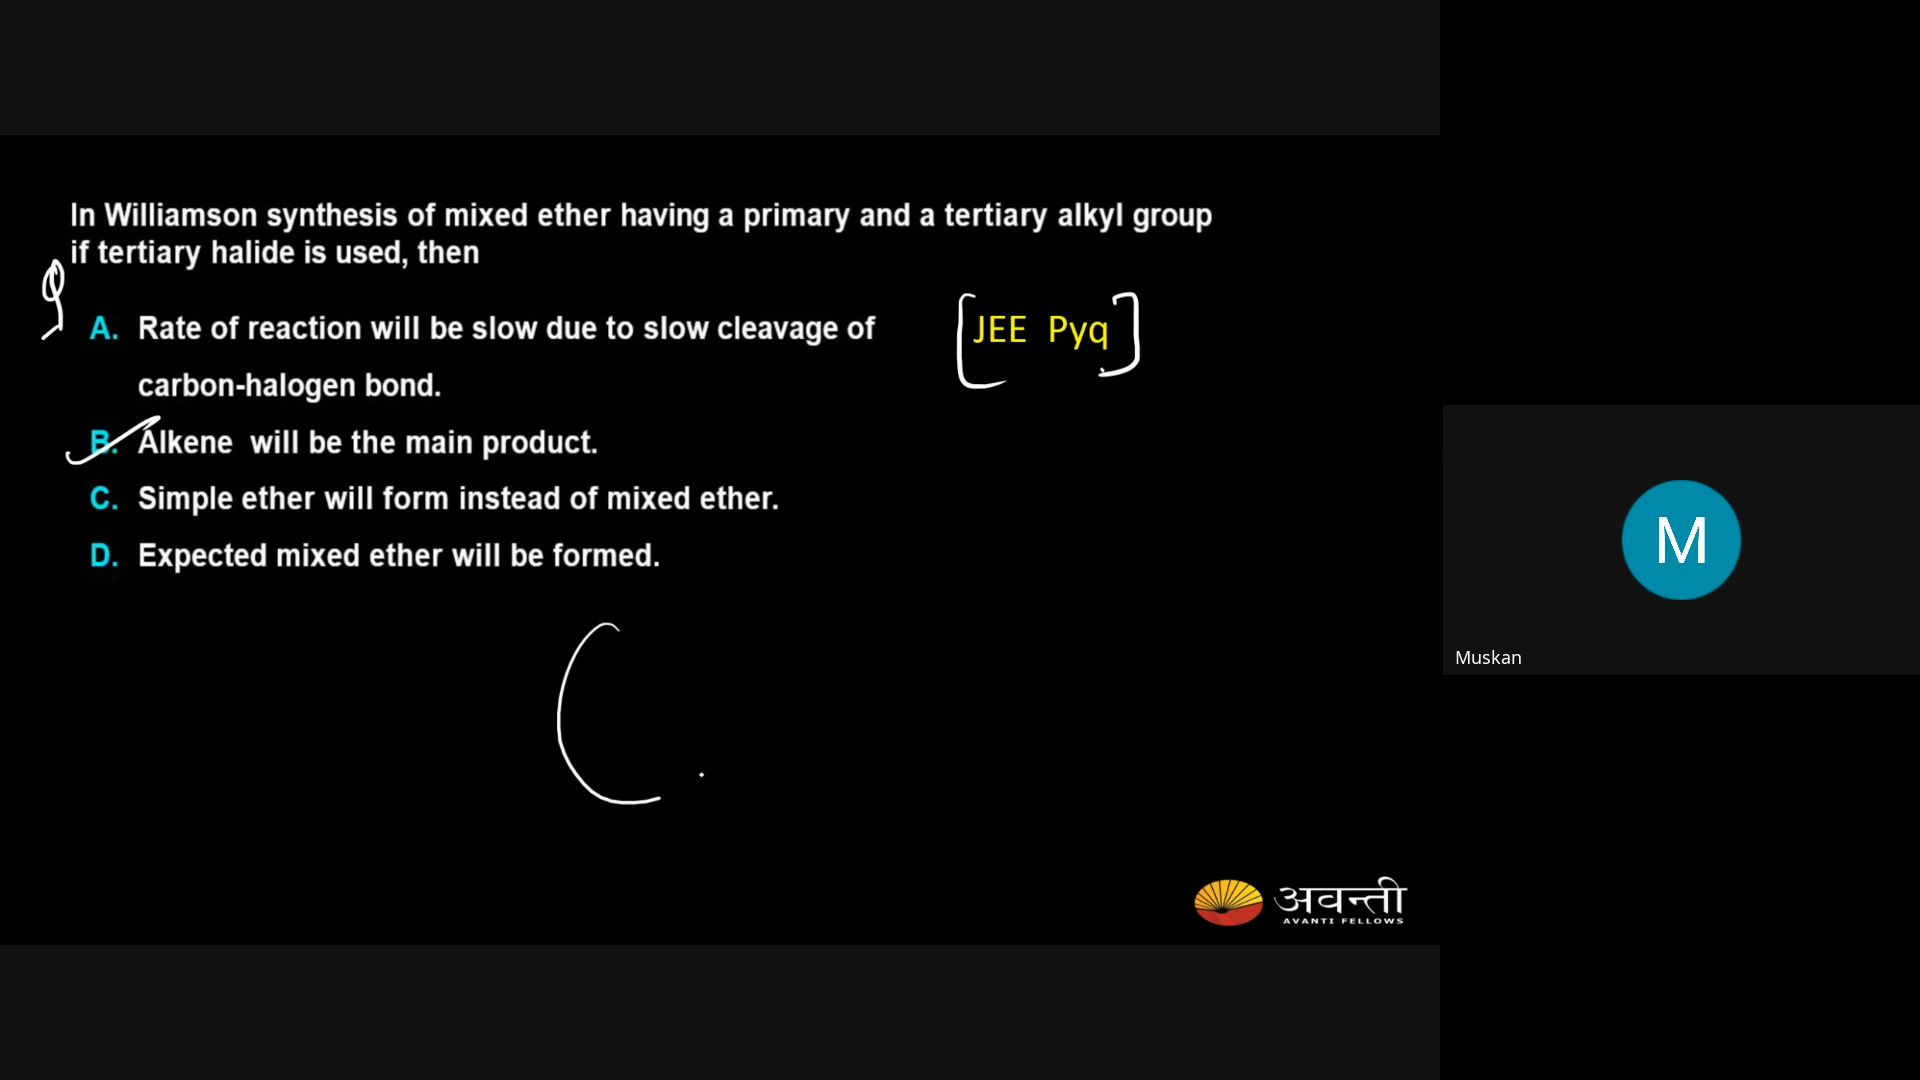 In Williamson synthesis of mixed ether having a primary and a tertiary alkyl group
if tertiary halide is used, then
A. Rate of reaction will be slow due to slow cleavage of
carbon-halogen bond.
[JEE Pyq]
B. Alkene will be the main product.
C. Simple ether will form instead of mixed ether.
D. Expected mixed ether will be formed.
M
Muskan
अवन्ती
AVANTI FELLOWS